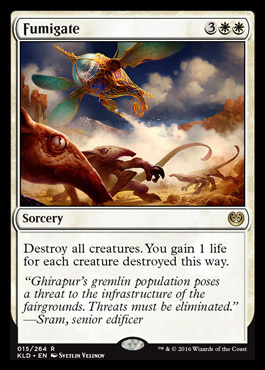 Fumigate 3
Sorcery
Destroy all creatures. You gain 1 life
for each creature destroyed this way.
“Ghirapur’s gremlin population poses
a threat to the infrastructure of the
fairgrounds. Threats must be eliminated.”
—Sram, senior edificer
015/264 R
KLD • EN Svetlin Velinov
™ & © 2016 Wizards of the Coast